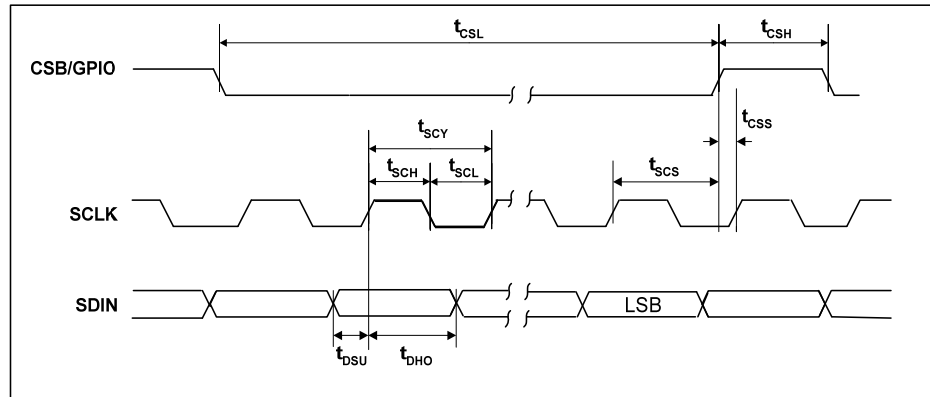 tCSL
tCSH
CSB/GPIO
tCSS
tSCY
tSCH
tSCL
tSCS
SCLK
SDIN
LSB
tDSU
tDHO